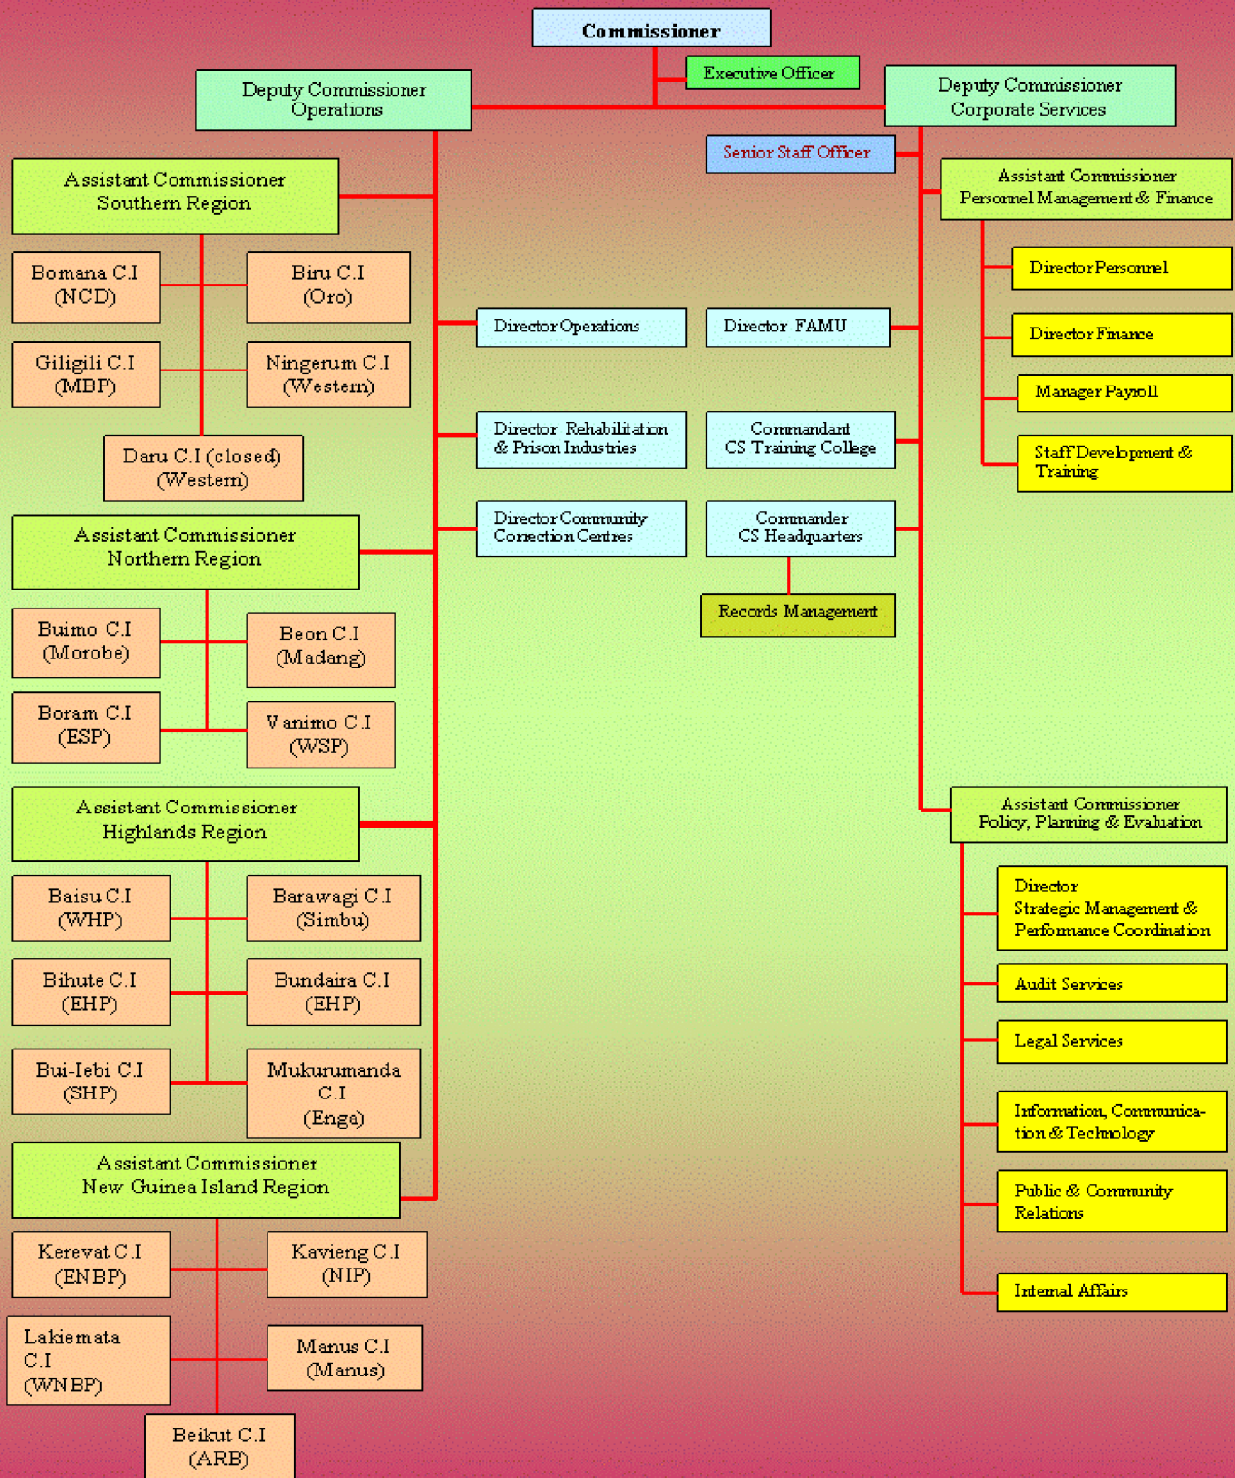 Commissioner
Executive Officer
Deputy Commissioner
Operations
Deputy Commissioner
Corporate Services
Senior Staff Officer
Assistant Commissioner
Southern Region
Bomana C.I
(NCD)
Biru C.I
(Oro)
Giligili C.I
(MBP)
Ningerum C.I
(Western)
Daru C.I (closed)
(Western)
Assistant Commissioner
Northern Region
Buimo C.I
(Morobe)
Beon C.I
(Madang)
Boram C.I
(ESP)
Vanimo C.I
(WSP)
Assistant Commissioner
Highlands Region
Baisu C.I
(WHP)
Barawagi C.I
(Simbu)
Bihute C.I
(EHP)
Bundaira C.I
(EHP)
Bui-Iebi C.I
(SHP)
Mukurumanda
C.I
(Enga)
Assistant Commissioner
New Guinea Island Region
Kerevat C.I
(ENBP)
Kavieng C.I
(NIP)
Lakiemata
C.I
(WNBP)
Manus C.I
(Manus)
Beikut C.I
(ARB)
Director Operations
Director Rehabilitation
& Prison Industries
Director Community
Correction Centres
Director FAMU
Commandant
CS Training College
Commander
CS Headquarters
Records Management
Assistant Commissioner
Personnel Management & Finance
Director Personnel
Director Finance
Manager Payroll
Staff Development &
Training
Assistant Commissioner
Policy, Planning & Evaluation
Director
Strategic Management &
Performance Coordination
Audit Services
Legal Services
Information, Communica-
tion & Technology
Public & Community
Relations
Internal Affairs